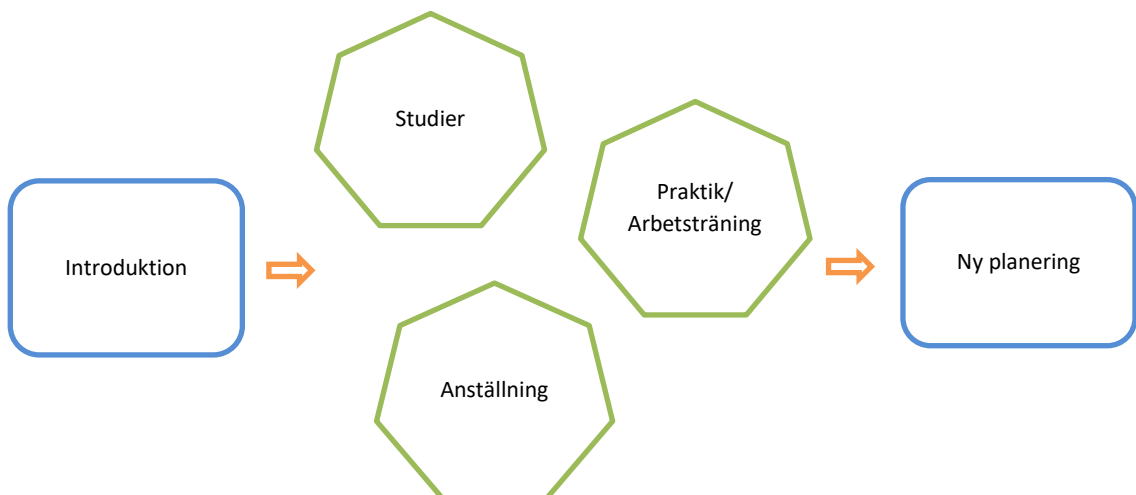 Introduktion
Studier
Praktik/
Arbetsträning
Anställning
Ny planering